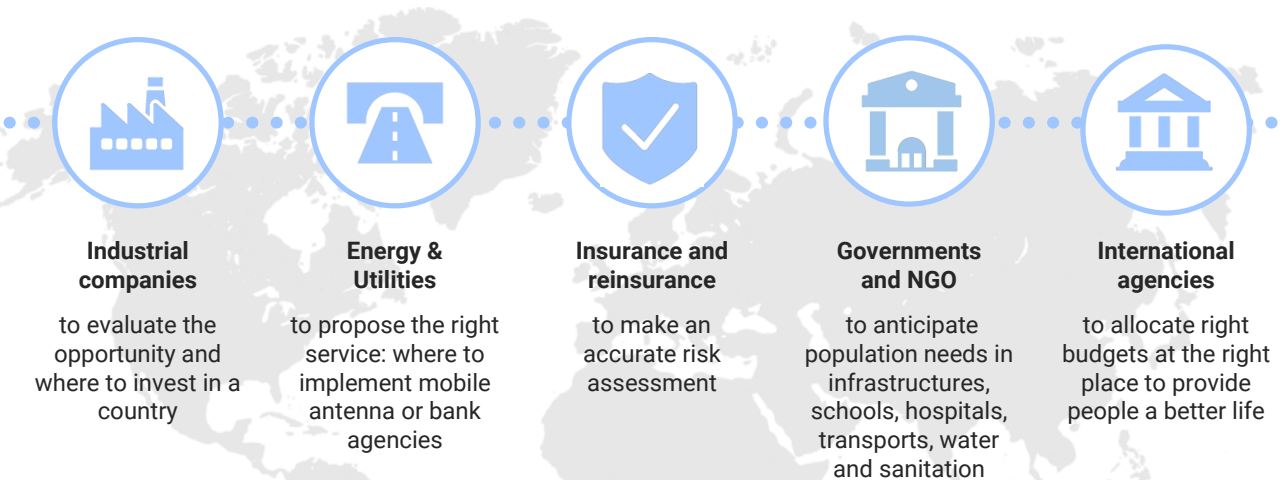 Industrial
companies
to evaluate the
opportunity and
where to invest in a
country
Energy &
Utilities
to propose the right
service: where to
implement mobile
antenna or bank
agencies
Insurance and
reinsurance
to make an
accurate risk
assessment
Governments
and NGO
to anticipate
population needs in
infrastructures,
schools, hospitals,
transports, water
and sanitation
International
agencies
to allocate right
budgets at the right
place to provide
people a better life